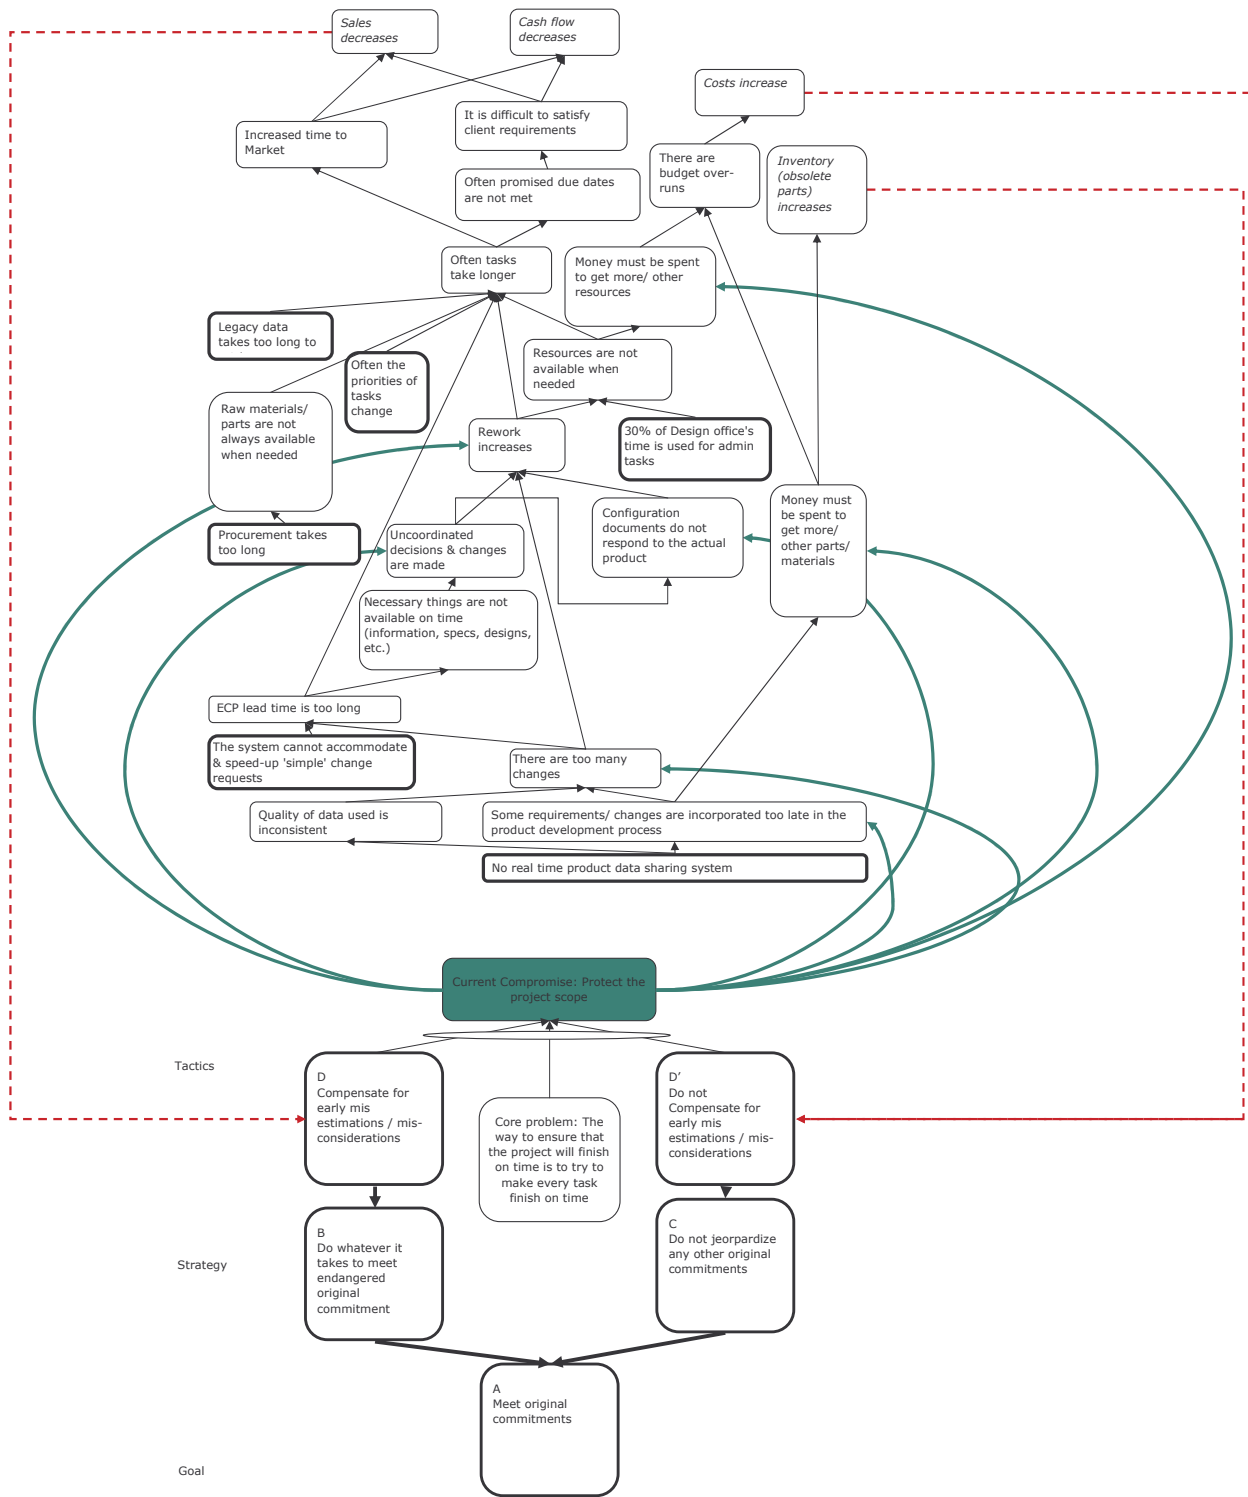 Sales
decreases
Cash flow
decreases
Costs increase
It is difficult to satisfy
client requirements
Increased time to
Market
There are
budget over-
runs
Inventory
(obsolete
parts)
increases
Often promised due dates
are not met
Often tasks
take longer
Money must be spent
to get more/ other
resources
Legacy data
takes too long to
Often the
priorities of
tasks
change
Resources are not
available when
needed
Raw materials/
parts are not
always available
when needed
Rework
increases
30% of Design office's
time is used for admin
tasks
Money must
be spent to
get more/
other parts/
materials
Configuration
documents do not
respond to the actual
product
Procurement takes
too long
Uncoordinated
decisions & changes
are made
Necessary things are not
available on time
(information, specs, designs,
etc.)
ECP lead time is too long
The system cannot accommodate
& speed-up 'simple' change
requests
There are too many
changes
Quality of data used is
inconsistent
Some requirements/ changes are incorporated too late in the
product development process
No real time product data sharing system
Current Compromise: Protect the
project scope
Tactics
D
Compensate for
early mis
estimations / mis-
considerations
D’
Do not
Compensate for
early mis
estimations / mis-
considerations
Core problem: The
way to ensure that
the project will finish
on time is to try to
make every task
finish on time
Strategy
B
Do whatever it
takes to meet
endangered
original
commitment
C
Do not jeorpardize
any other original
commitments
A
Meet original
commitments
Goal